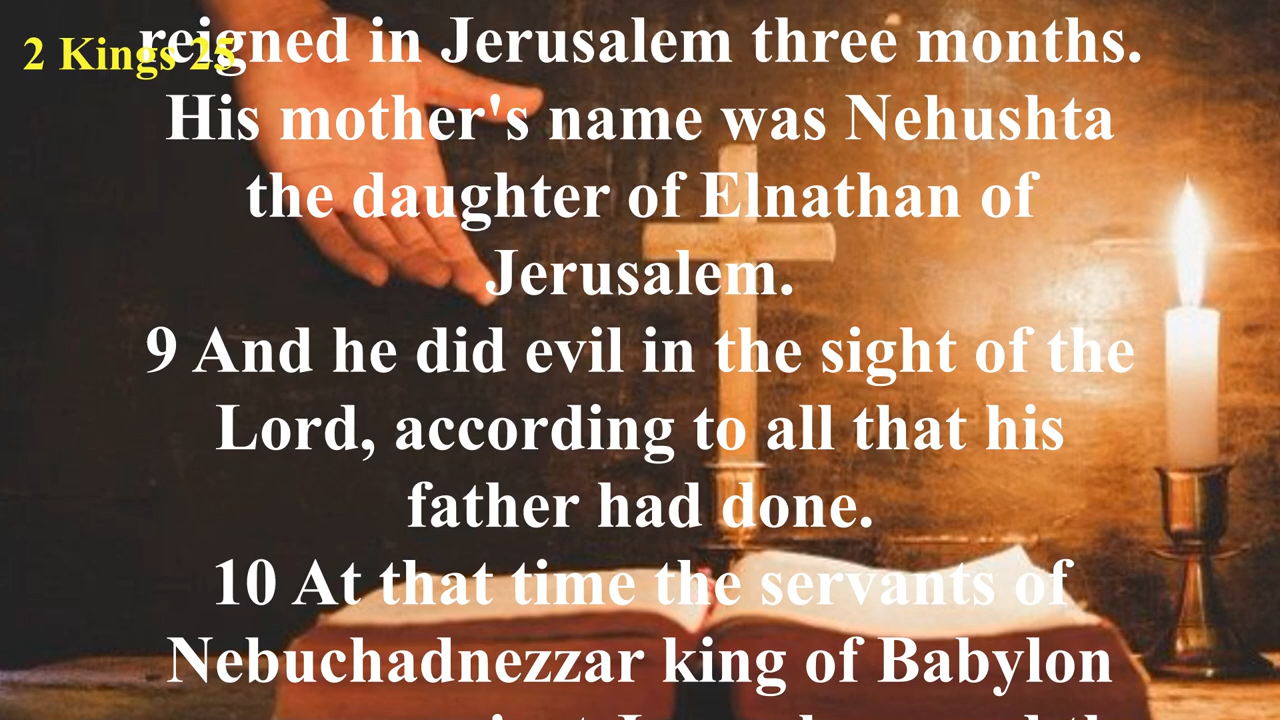 2 Kings 25
reigned in Jerusalem three months.
His mother's name was Nehushta
the daughter of Elnathan of
Jerusalem.
9 And he did evil in the sight of the
Lord, according to all that his
father had done.
10 At that time the servants of
Nebuchadnezzar king of Babylon